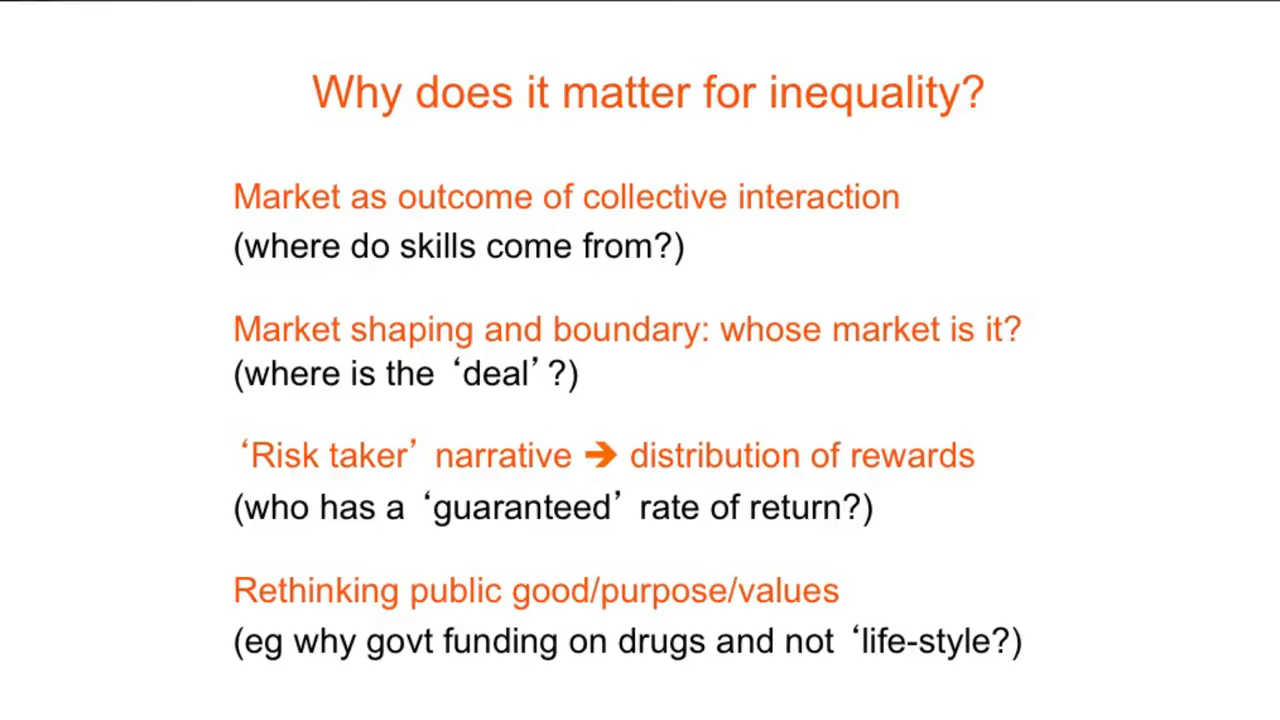 Why does it matter for inequality?
Market as outcome of collective interaction
(where do skills come from?)
Market shaping and boundary: whose market is it?
(where is the ‘deal’ ?)
‘Risk taker’ narrative ➔ distribution of rewards
(who has a ‘guaranteed’ rate of return?)
Rethinking public good/purpose/values
(eg why govt funding on drugs and not ‘life-style?)